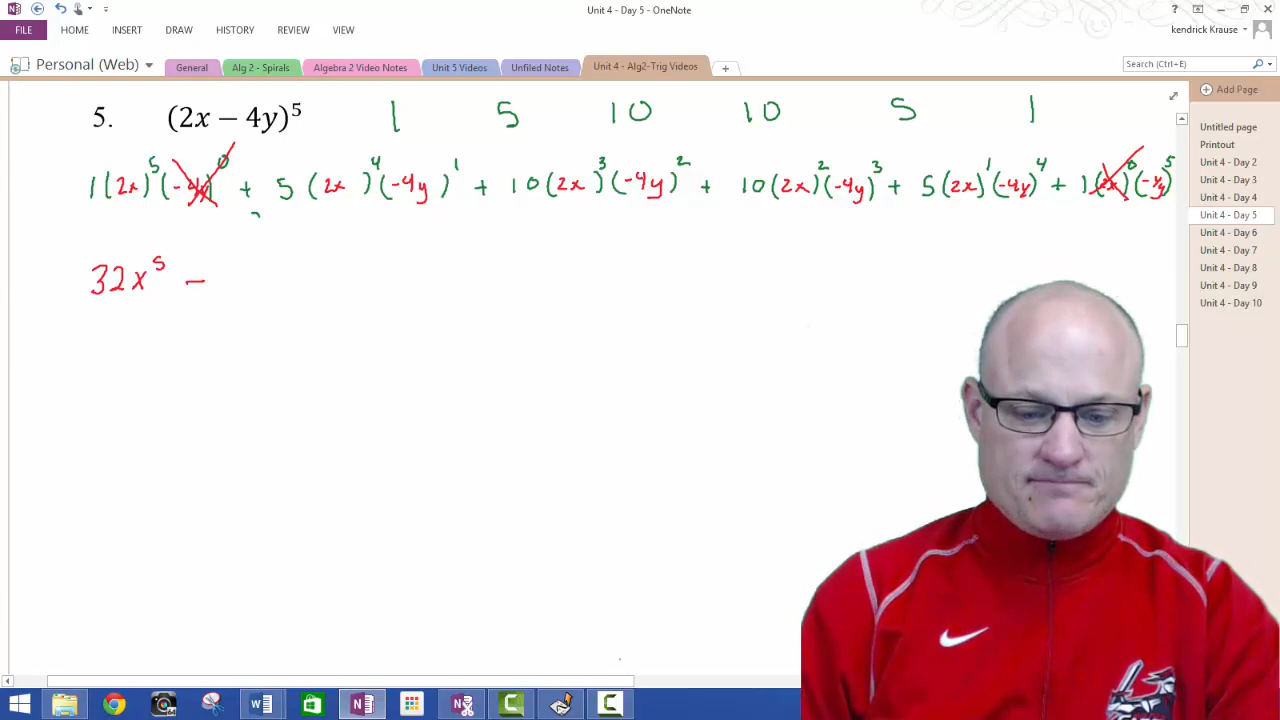 Unit 4 - Day 5 - OneNote
FILE HOME INSERT DRAW HISTORY REVIEW VIEW
kendrick Krause
Personal (Web) General Alg 2 - Spirals Algebra 2 Video Notes Unit 5 Videos Unfiled Notes Unit 4 - Alg2-Trig Videos +
Search (Ctrl+E)
Add Page
Untitled page
Printout
Unit 4 - Day 2
Unit 4 - Day 3
Unit 4 - Day 4
Unit 4 - Day 5
Unit 4 - Day 6
Unit 4 - Day 7
Unit 4 - Day 8
Unit 4 - Day 9
Unit 4 - Day 10
5. (2x − 4y)⁵ 1 5 10 10 5 1
1(2x)⁵(-4y)⁰ + 5(2x)⁴(-4y)¹ + 10(2x)³(-4y)² + 10(2x)²(-4y)³ + 5(2x)¹(-4y)⁴ + 1(2x)⁰(-4y)⁵
32x⁵ −